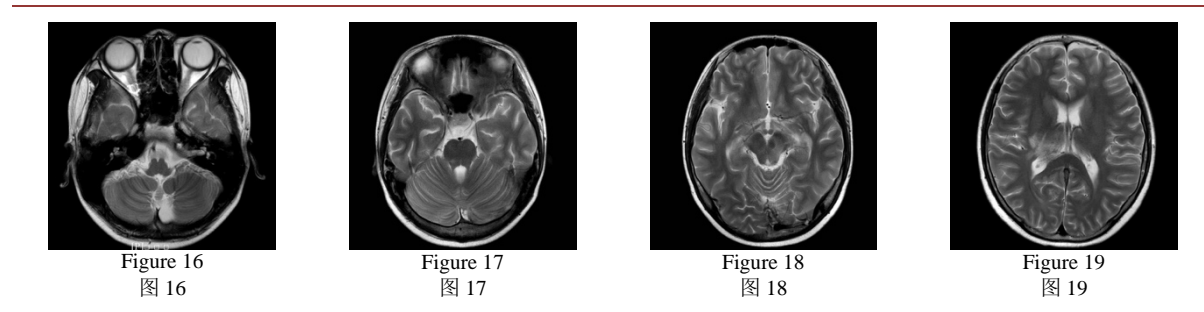 Figure 16
图 16
Figure 17
图 17
Figure 18
图 18
Figure 19
图 19